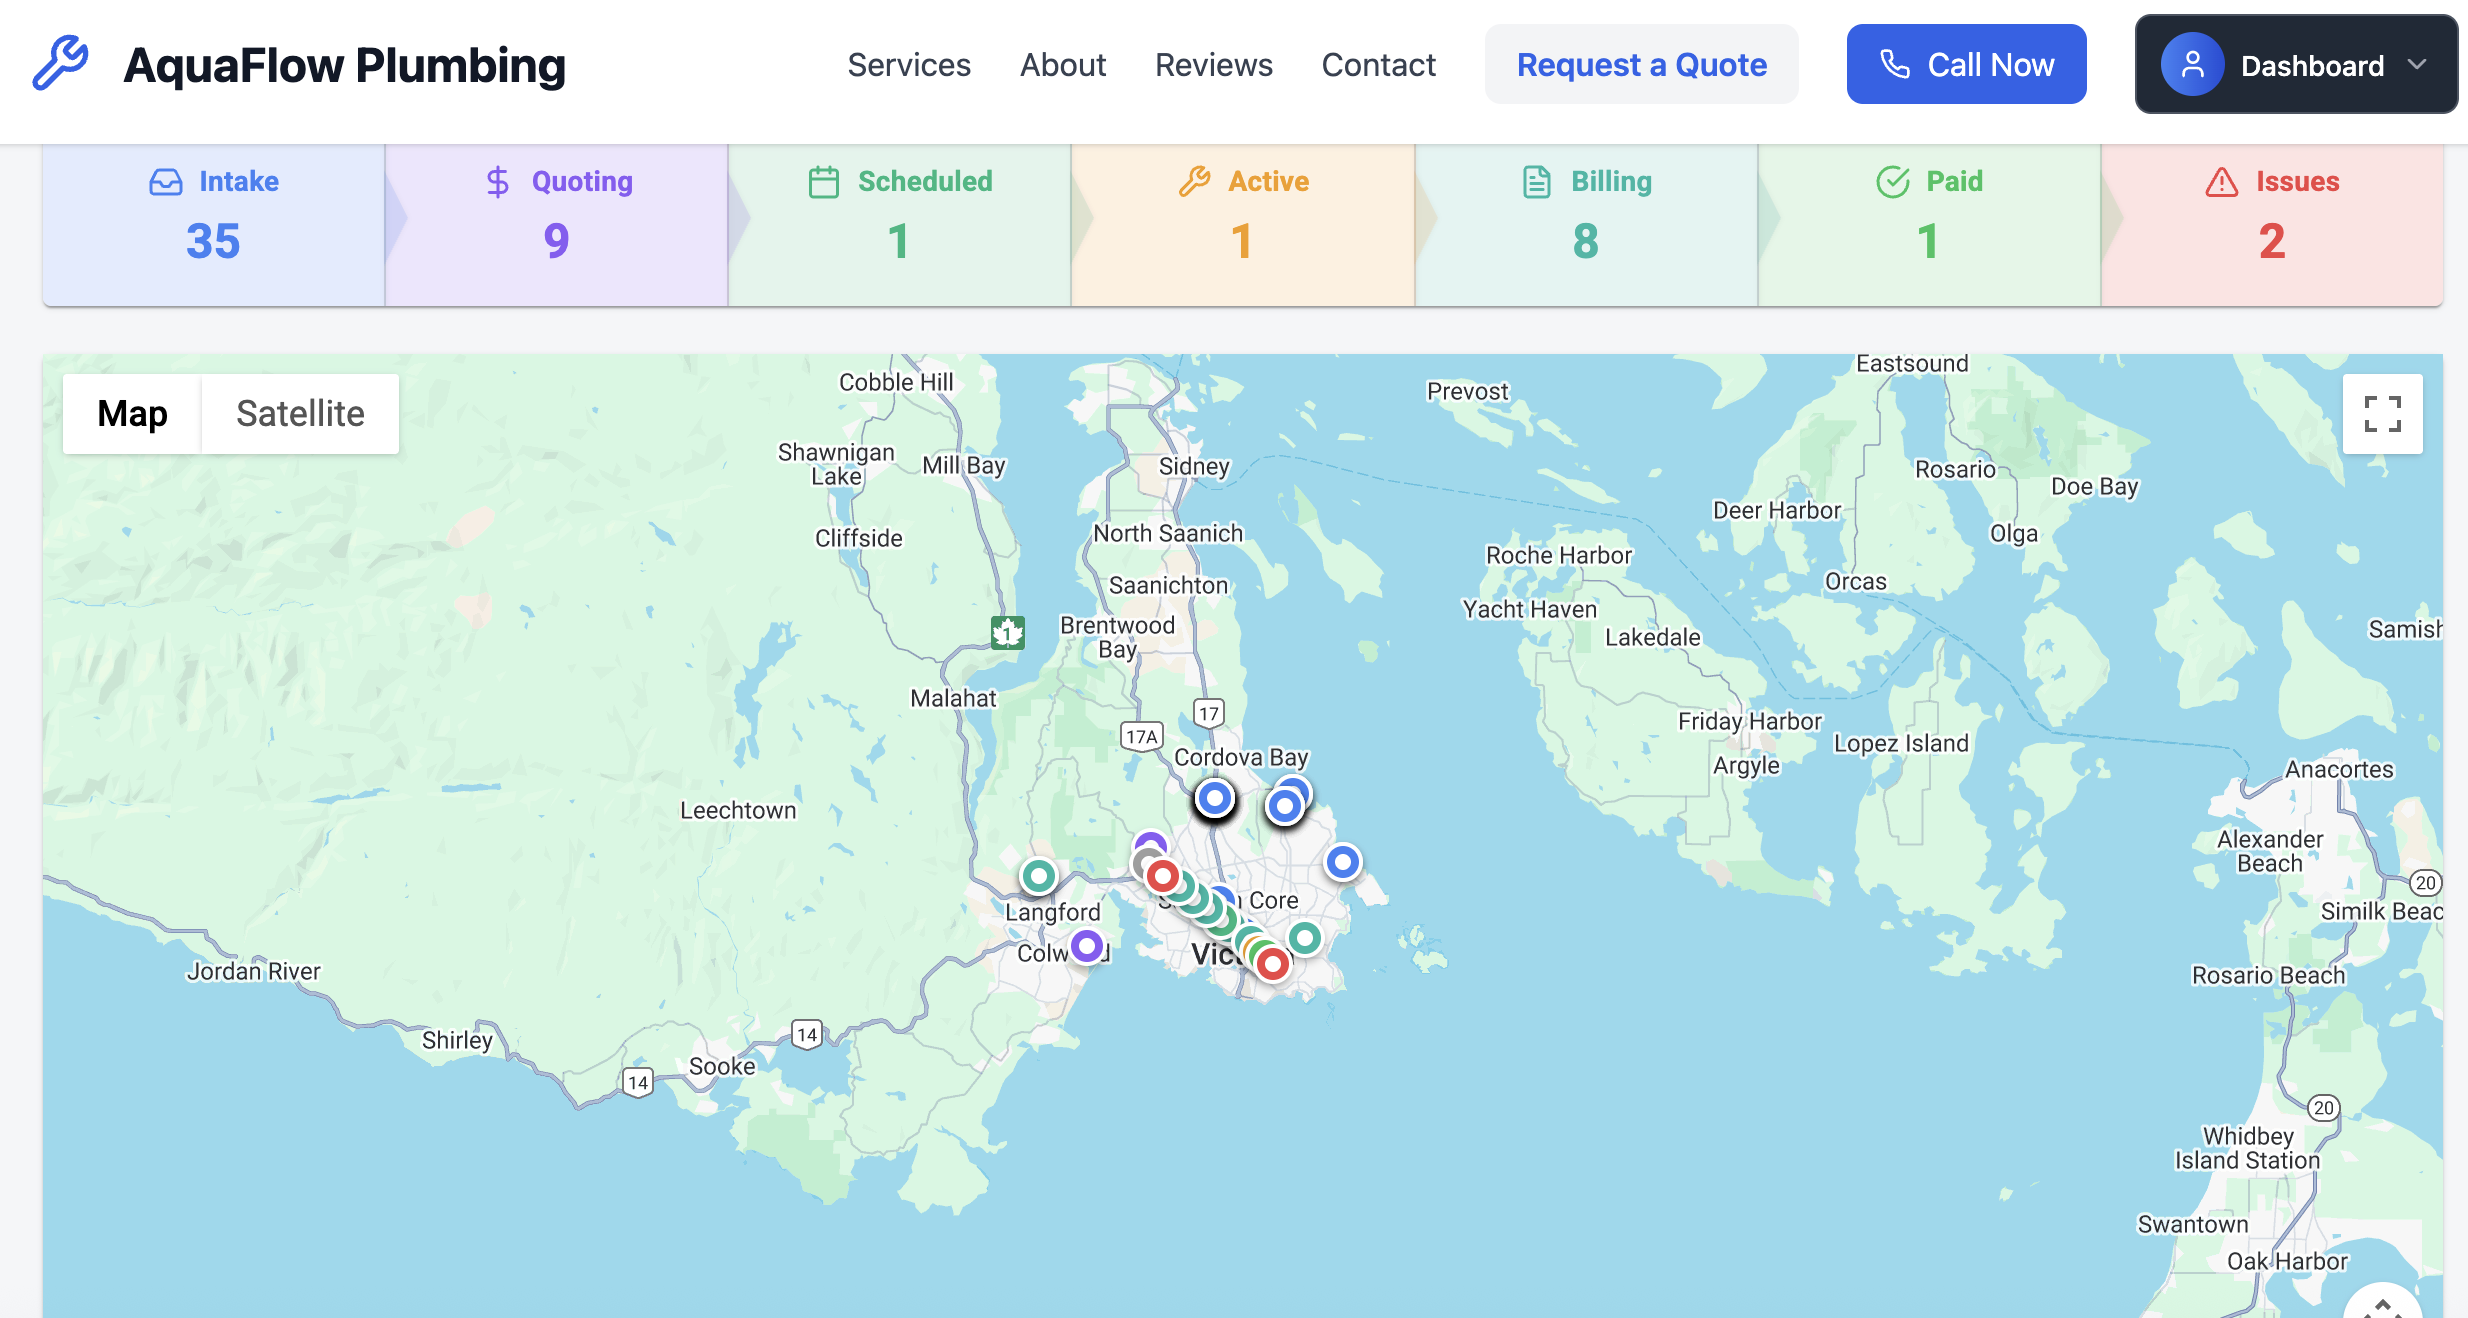 AquaFlow Plumbing
Services
About
Reviews
Contact
Request a Quote
Call Now
Dashboard
Intake
35
Quoting
9
Scheduled
1
Active
1
Billing
8
Paid
1
Issues
2
Map
Satellite
Cobble Hill
Eastsound
Prevost
Shawnigan
Lake
Mill Bay
Sidney
Rosario
Doe Bay
Deer Harbor
Cliffside
North Saanich
Olga
Roche Harbor
Saanichton
Orcas
Yacht Haven
Brentwood
Bay
1
Lakedale
Samish
Malahat
17
17A
Friday Harbor
Lopez Island
Cordova Bay
Argyle
Anacortes
Leechtown
Alexander
Beach
20
Core
Langford
Similk Beac
Colw
Vic
Jordan River
Rosario Beach
Shirley
14
Sooke
14
20
Whidbey
Island Station
Swantown
Oak Harbor